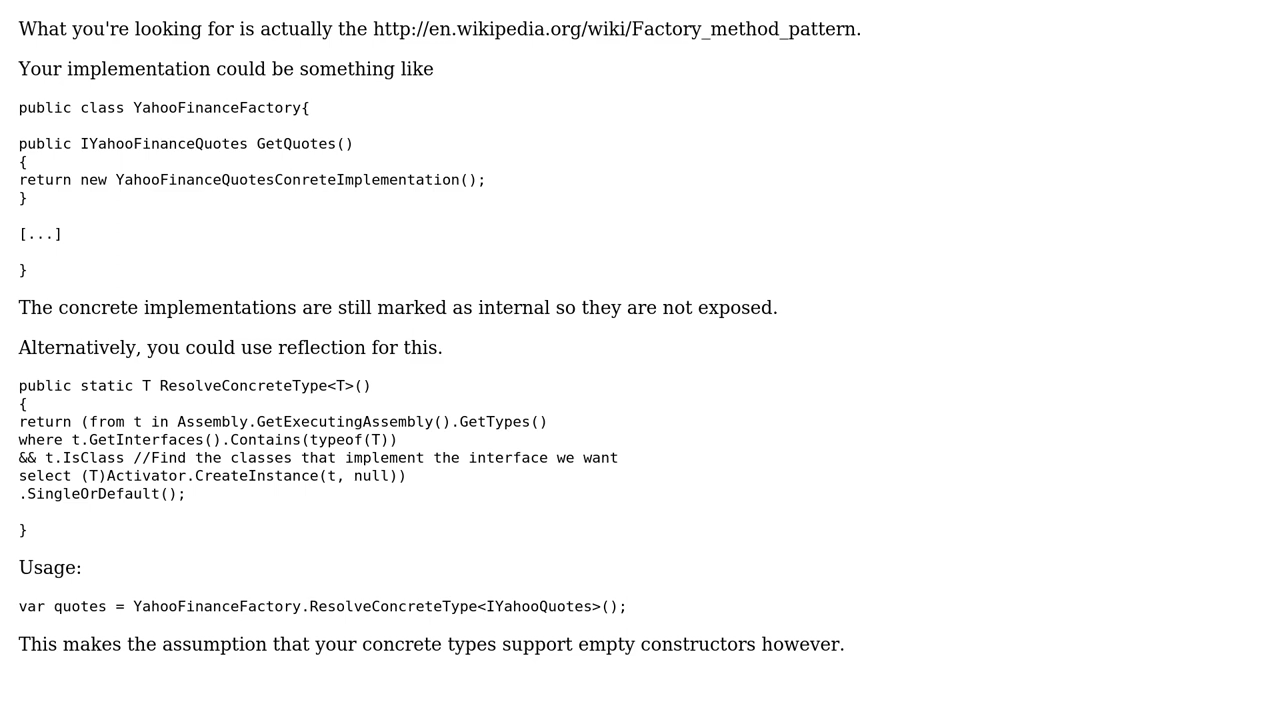 What you're looking for is actually the http://en.wikipedia.org/wiki/Factory_method_pattern.
Your implementation could be something like
public class YahooFinanceFactory{
public IYahooFinanceQuotes GetQuotes()
{
return new YahooFinanceQuotesConreteImplementation();
}
[...]
}
The concrete implementations are still marked as internal so they are not exposed.
Alternatively, you could use reflection for this.
public static T ResolveConcreteType<T>()
{
return (from t in Assembly.GetExecutingAssembly().GetTypes()
where t.GetInterfaces().Contains(typeof(T))
&& t.IsClass //Find the classes that implement the interface we want
select (T)Activator.CreateInstance(t, null))
.SingleOrDefault();
}
Usage:
var quotes = YahooFinanceFactory.ResolveConcreteType<IYahooQuotes>();
This makes the assumption that your concrete types support empty constructors however.